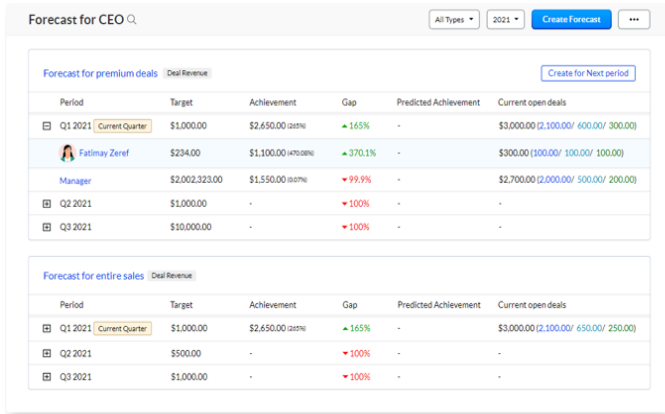 Forecast for CEO
All Types 2021 Create Forecast ...
Forecast for premium deals Deal Revenue Create for Next period
Period Target Achievement Gap Predicted Achievement Current open deals
Q1 2021 Current Quarter $1,000.00 $2,650.00 (265%) 165% - $3,000.00 (2,100.00/ 600.00/ 300.00)
Fatimay Zeref $234.00 $1,100.00 (470.08%) 370.1% - $300.00 (100.00/ 100.00/ 100.00)
Manager $2,002,323.00 $1,550.00 (0.07%) 99.9% - $2,700.00 (2,000.00/ 500.00/ 200.00)
Q2 2021 $1,000.00 - 100% - -
Q3 2021 $10,000.00 - 100% - -
Forecast for entire sales Deal Revenue
Period Target Achievement Gap Predicted Achievement Current open deals
Q1 2021 Current Quarter $1,000.00 $2,650.00 (265%) 165% - $3,000.00 (2,100.00/ 650.00/ 250.00)
Q2 2021 $500.00 - 100% - -
Q3 2021 $1,000.00 - 100% - -